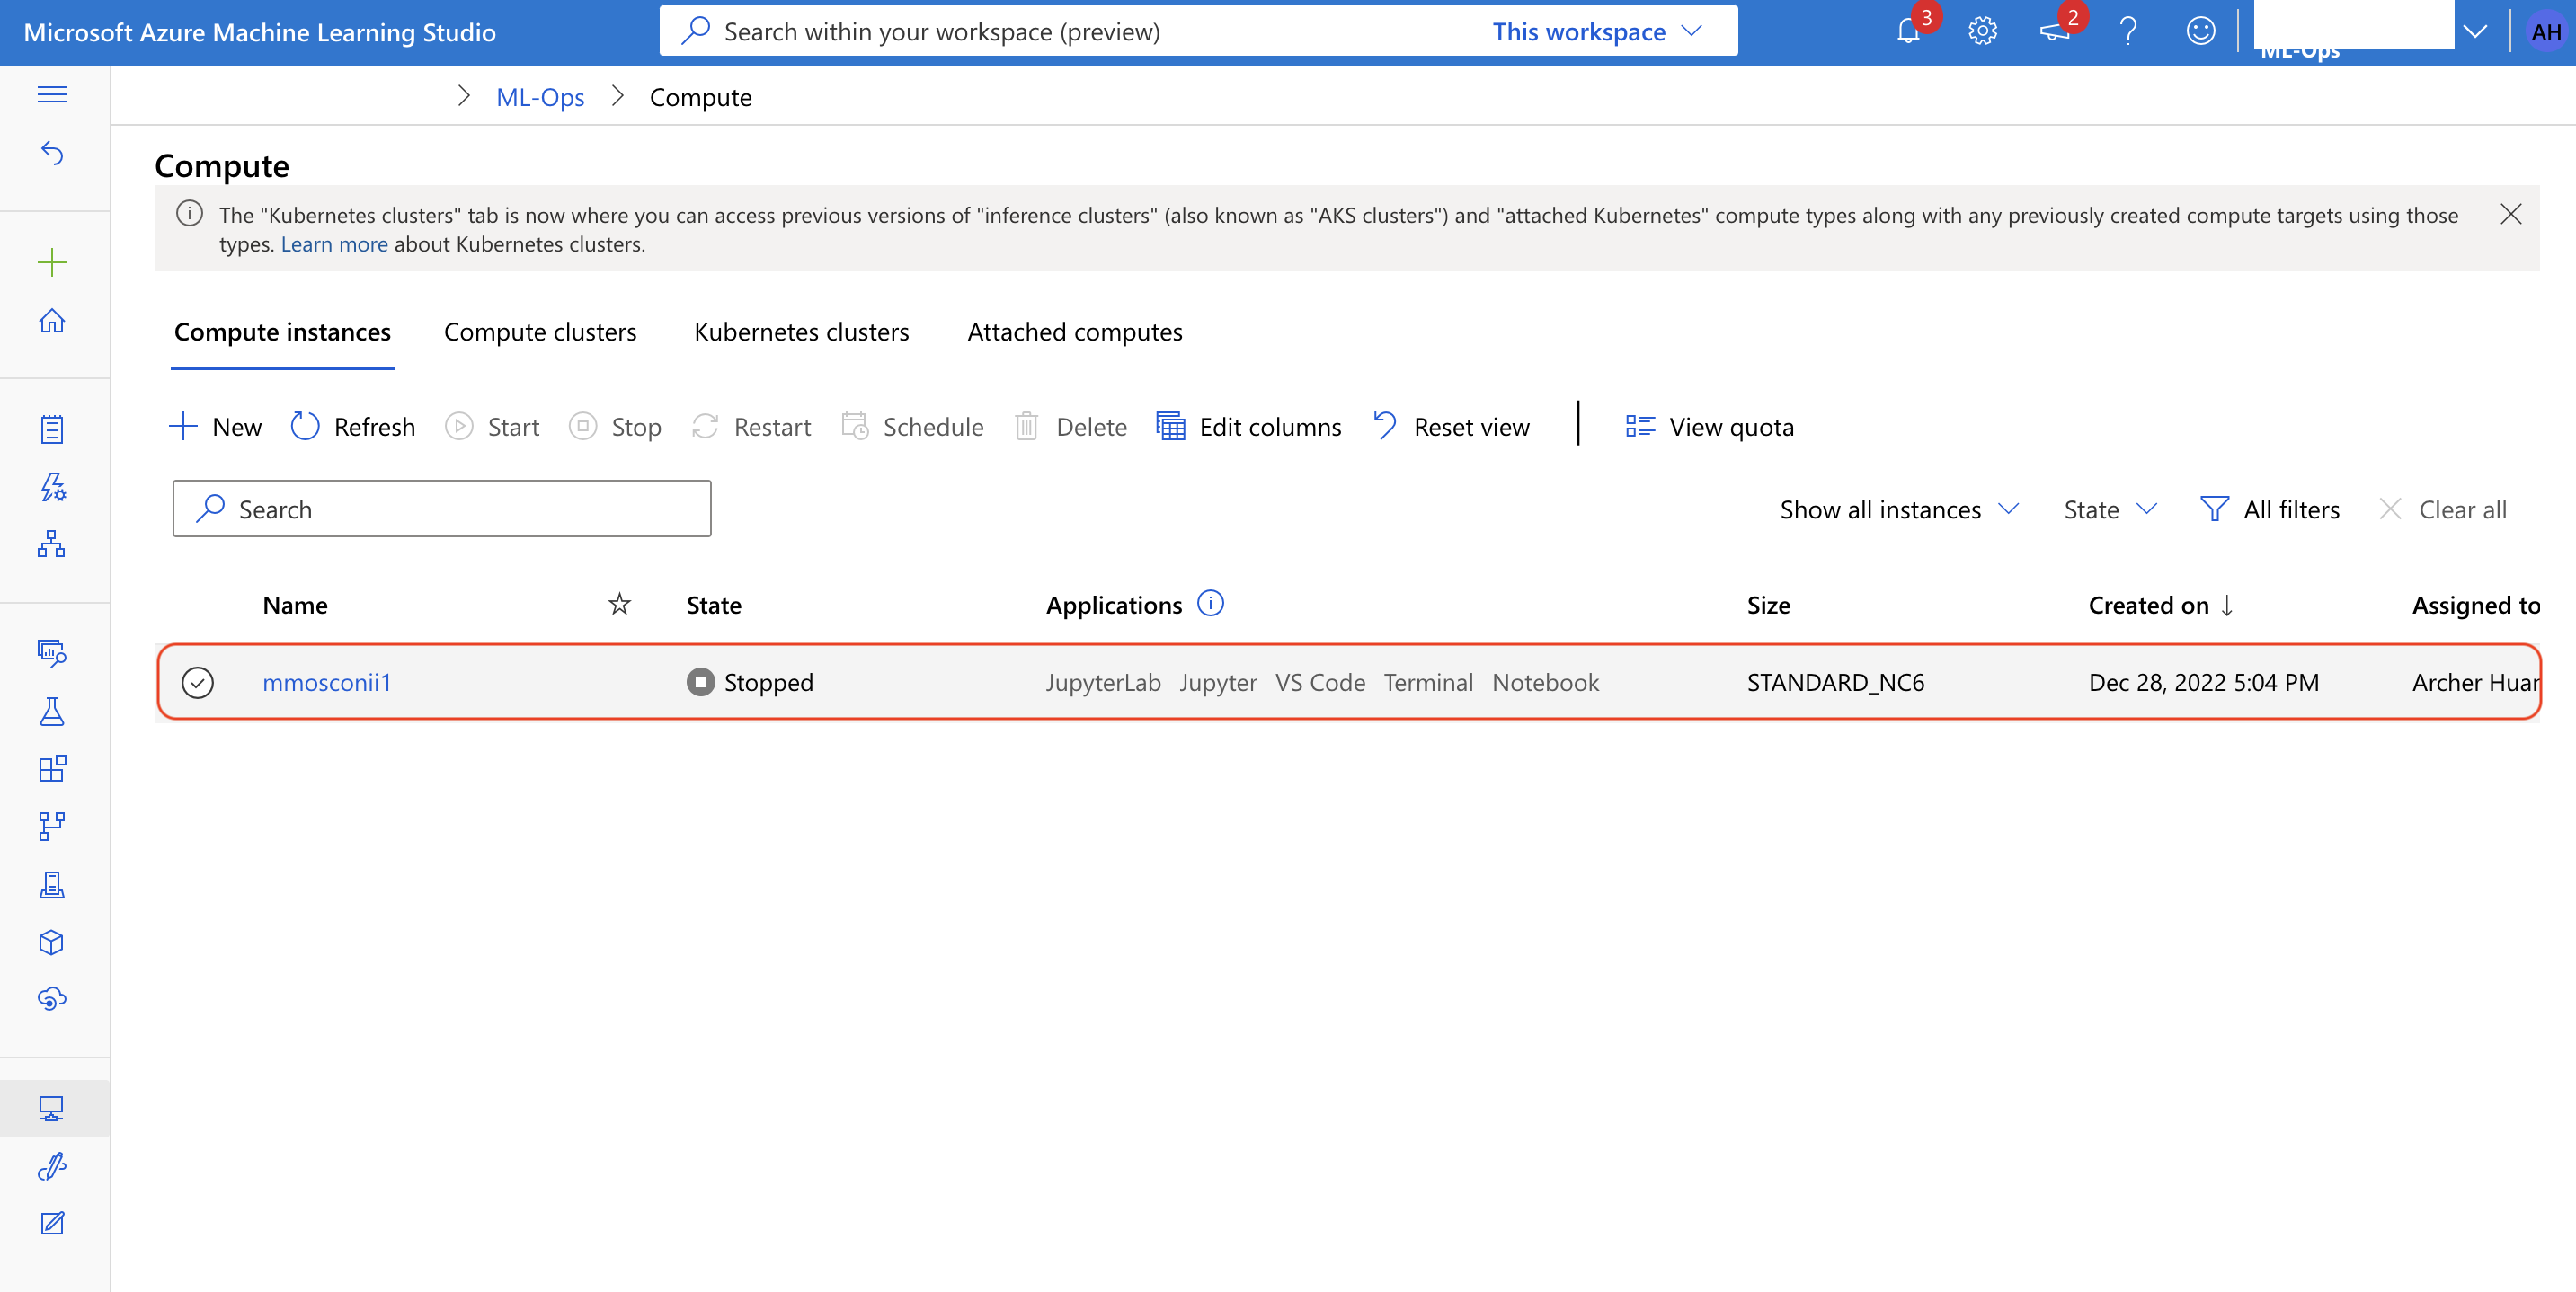 Microsoft Azure Machine Learning Studio
Search within your workspace (preview)
This workspace
3
2
ML-Ops
AH
ML-Ops
Compute
Compute
The "Kubernetes clusters" tab is now where you can access previous versions of "inference clusters" (also known as "AKS clusters") and "attached Kubernetes" compute types along with any previously created compute targets using those
types. Learn more about Kubernetes clusters.
Compute instances Compute clusters Kubernetes clusters Attached computes
New Refresh Start Stop Restart Schedule Delete Edit columns Reset view View quota
Search
Show all instances State All filters Clear all
Name State Applications Size Created on Assigned to
mmosconii1 Stopped JupyterLab Jupyter VS Code Terminal Notebook STANDARD_NC6 Dec 28, 2022 5:04 PM Archer